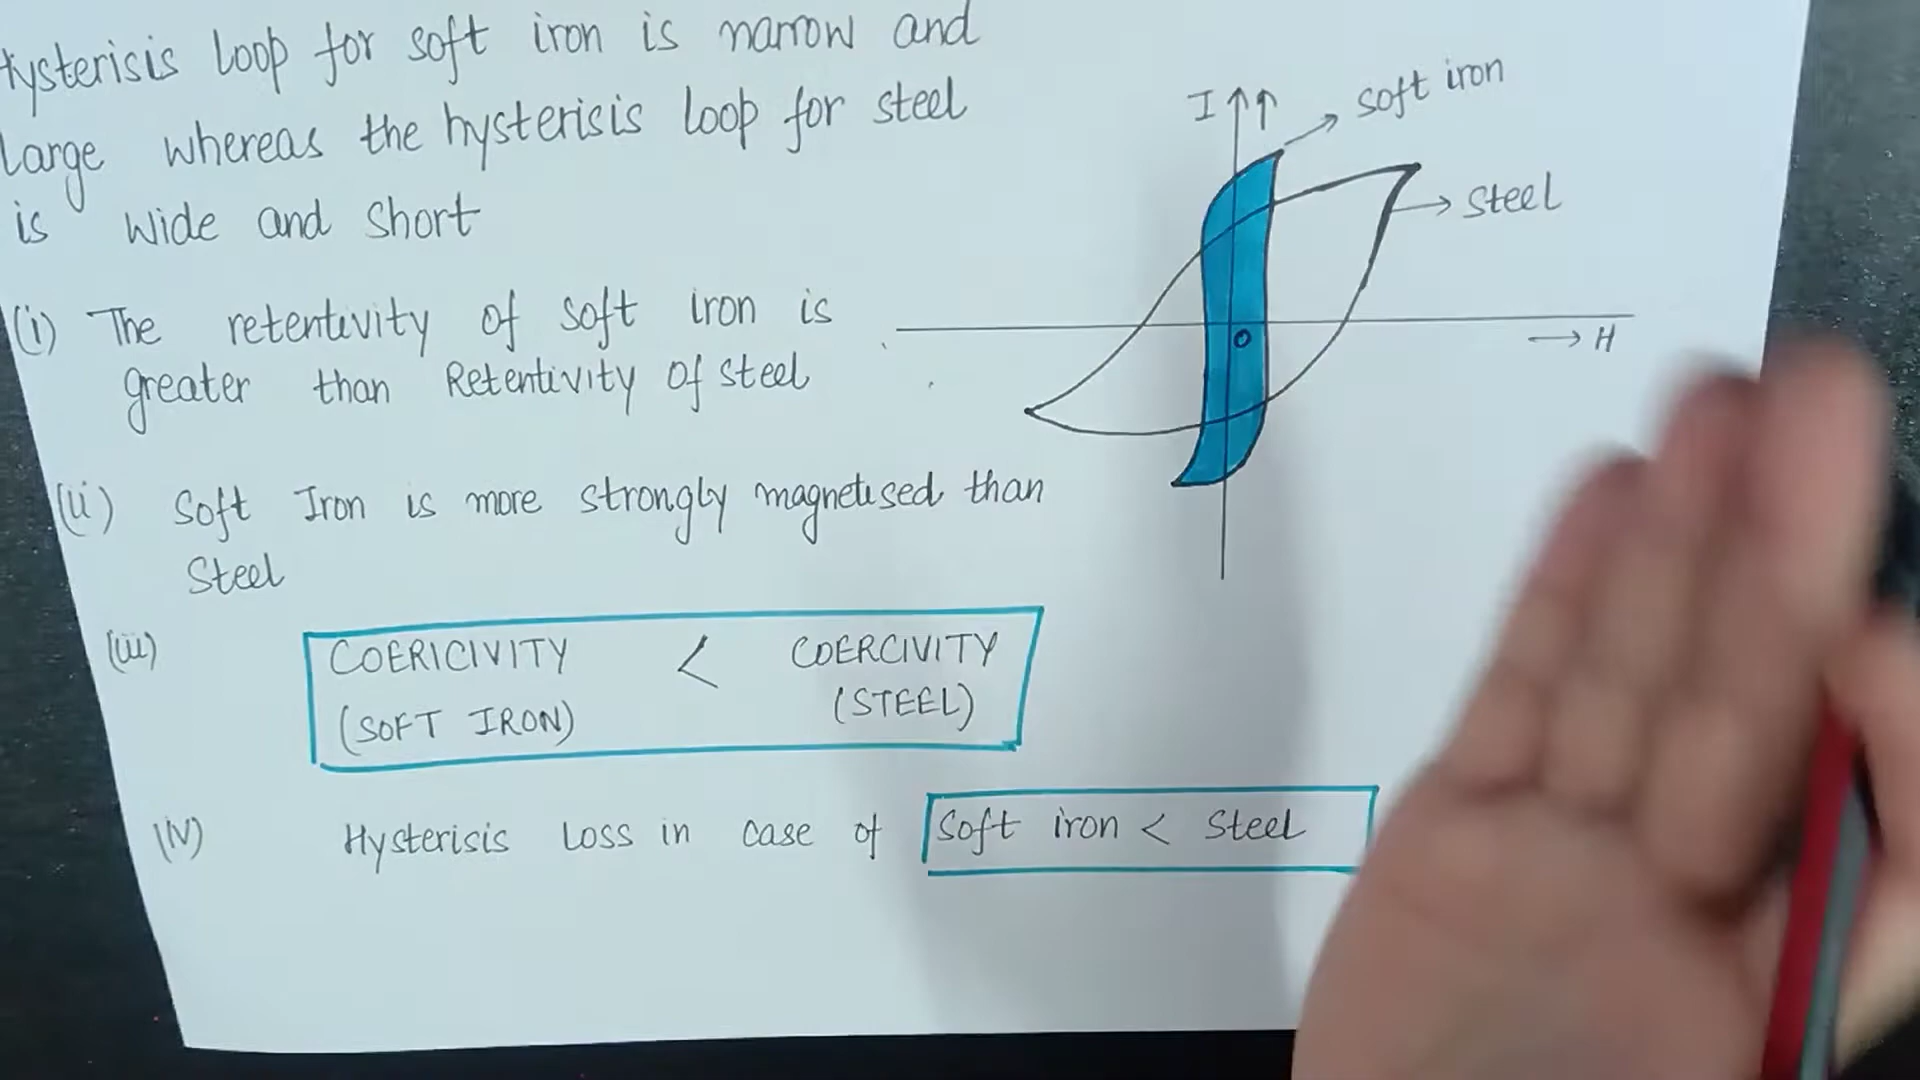 Hysterisis loop for soft iron is narrow and
large whereas the hysterisis loop for steel
is wide and short
(i) The retentivity of soft iron is
greater than Retentivity of steel
(ii) Soft Iron is more strongly magnetised than
Steel
(iii) COERICIVITY < COERCIVITY
(SOFT IRON) (STEEL)
(iv) Hysterisis Loss in case of Soft iron < Steel
I
soft iron
steel
H
O